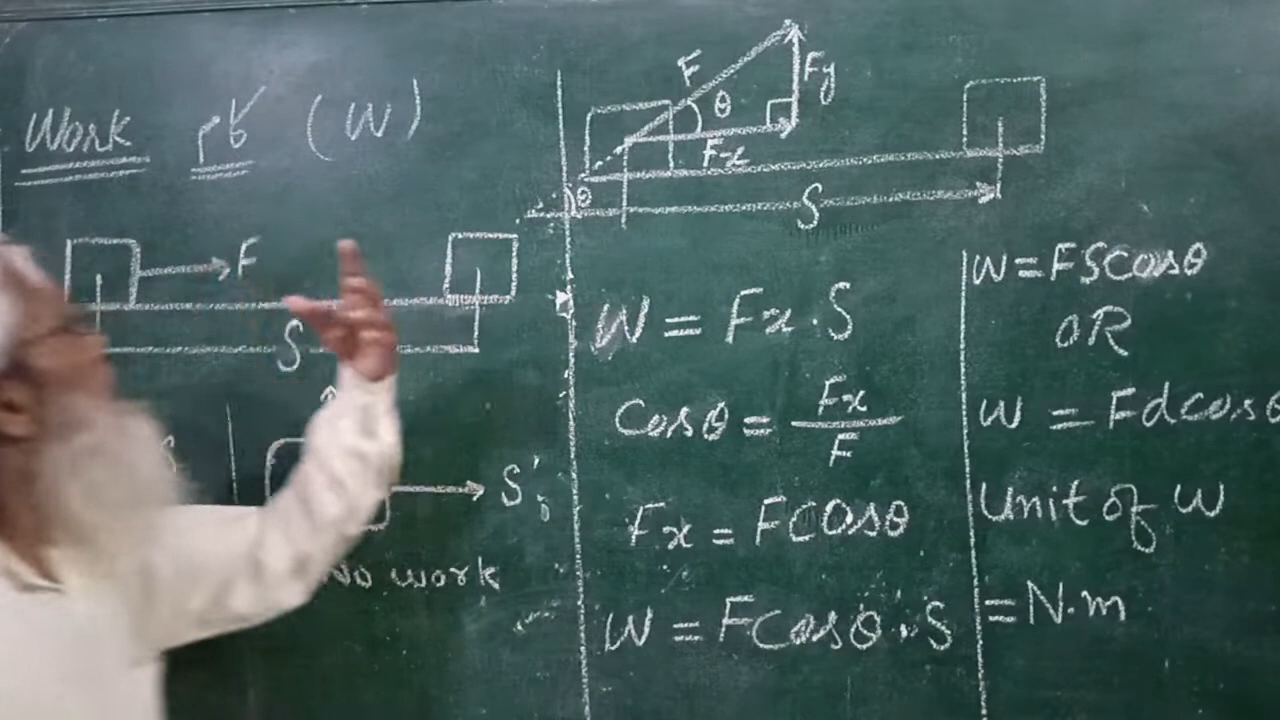 Work کام (W)
F
S
S
S
No work
F
θ
Fy
Fx
θ
S
W = Fx . S
Cosθ = Fx / F
Fx = FCosθ
W = FCosθ . S
W = FSCosθ
OR
W = Fdcosθ
Unit of W
= N.m